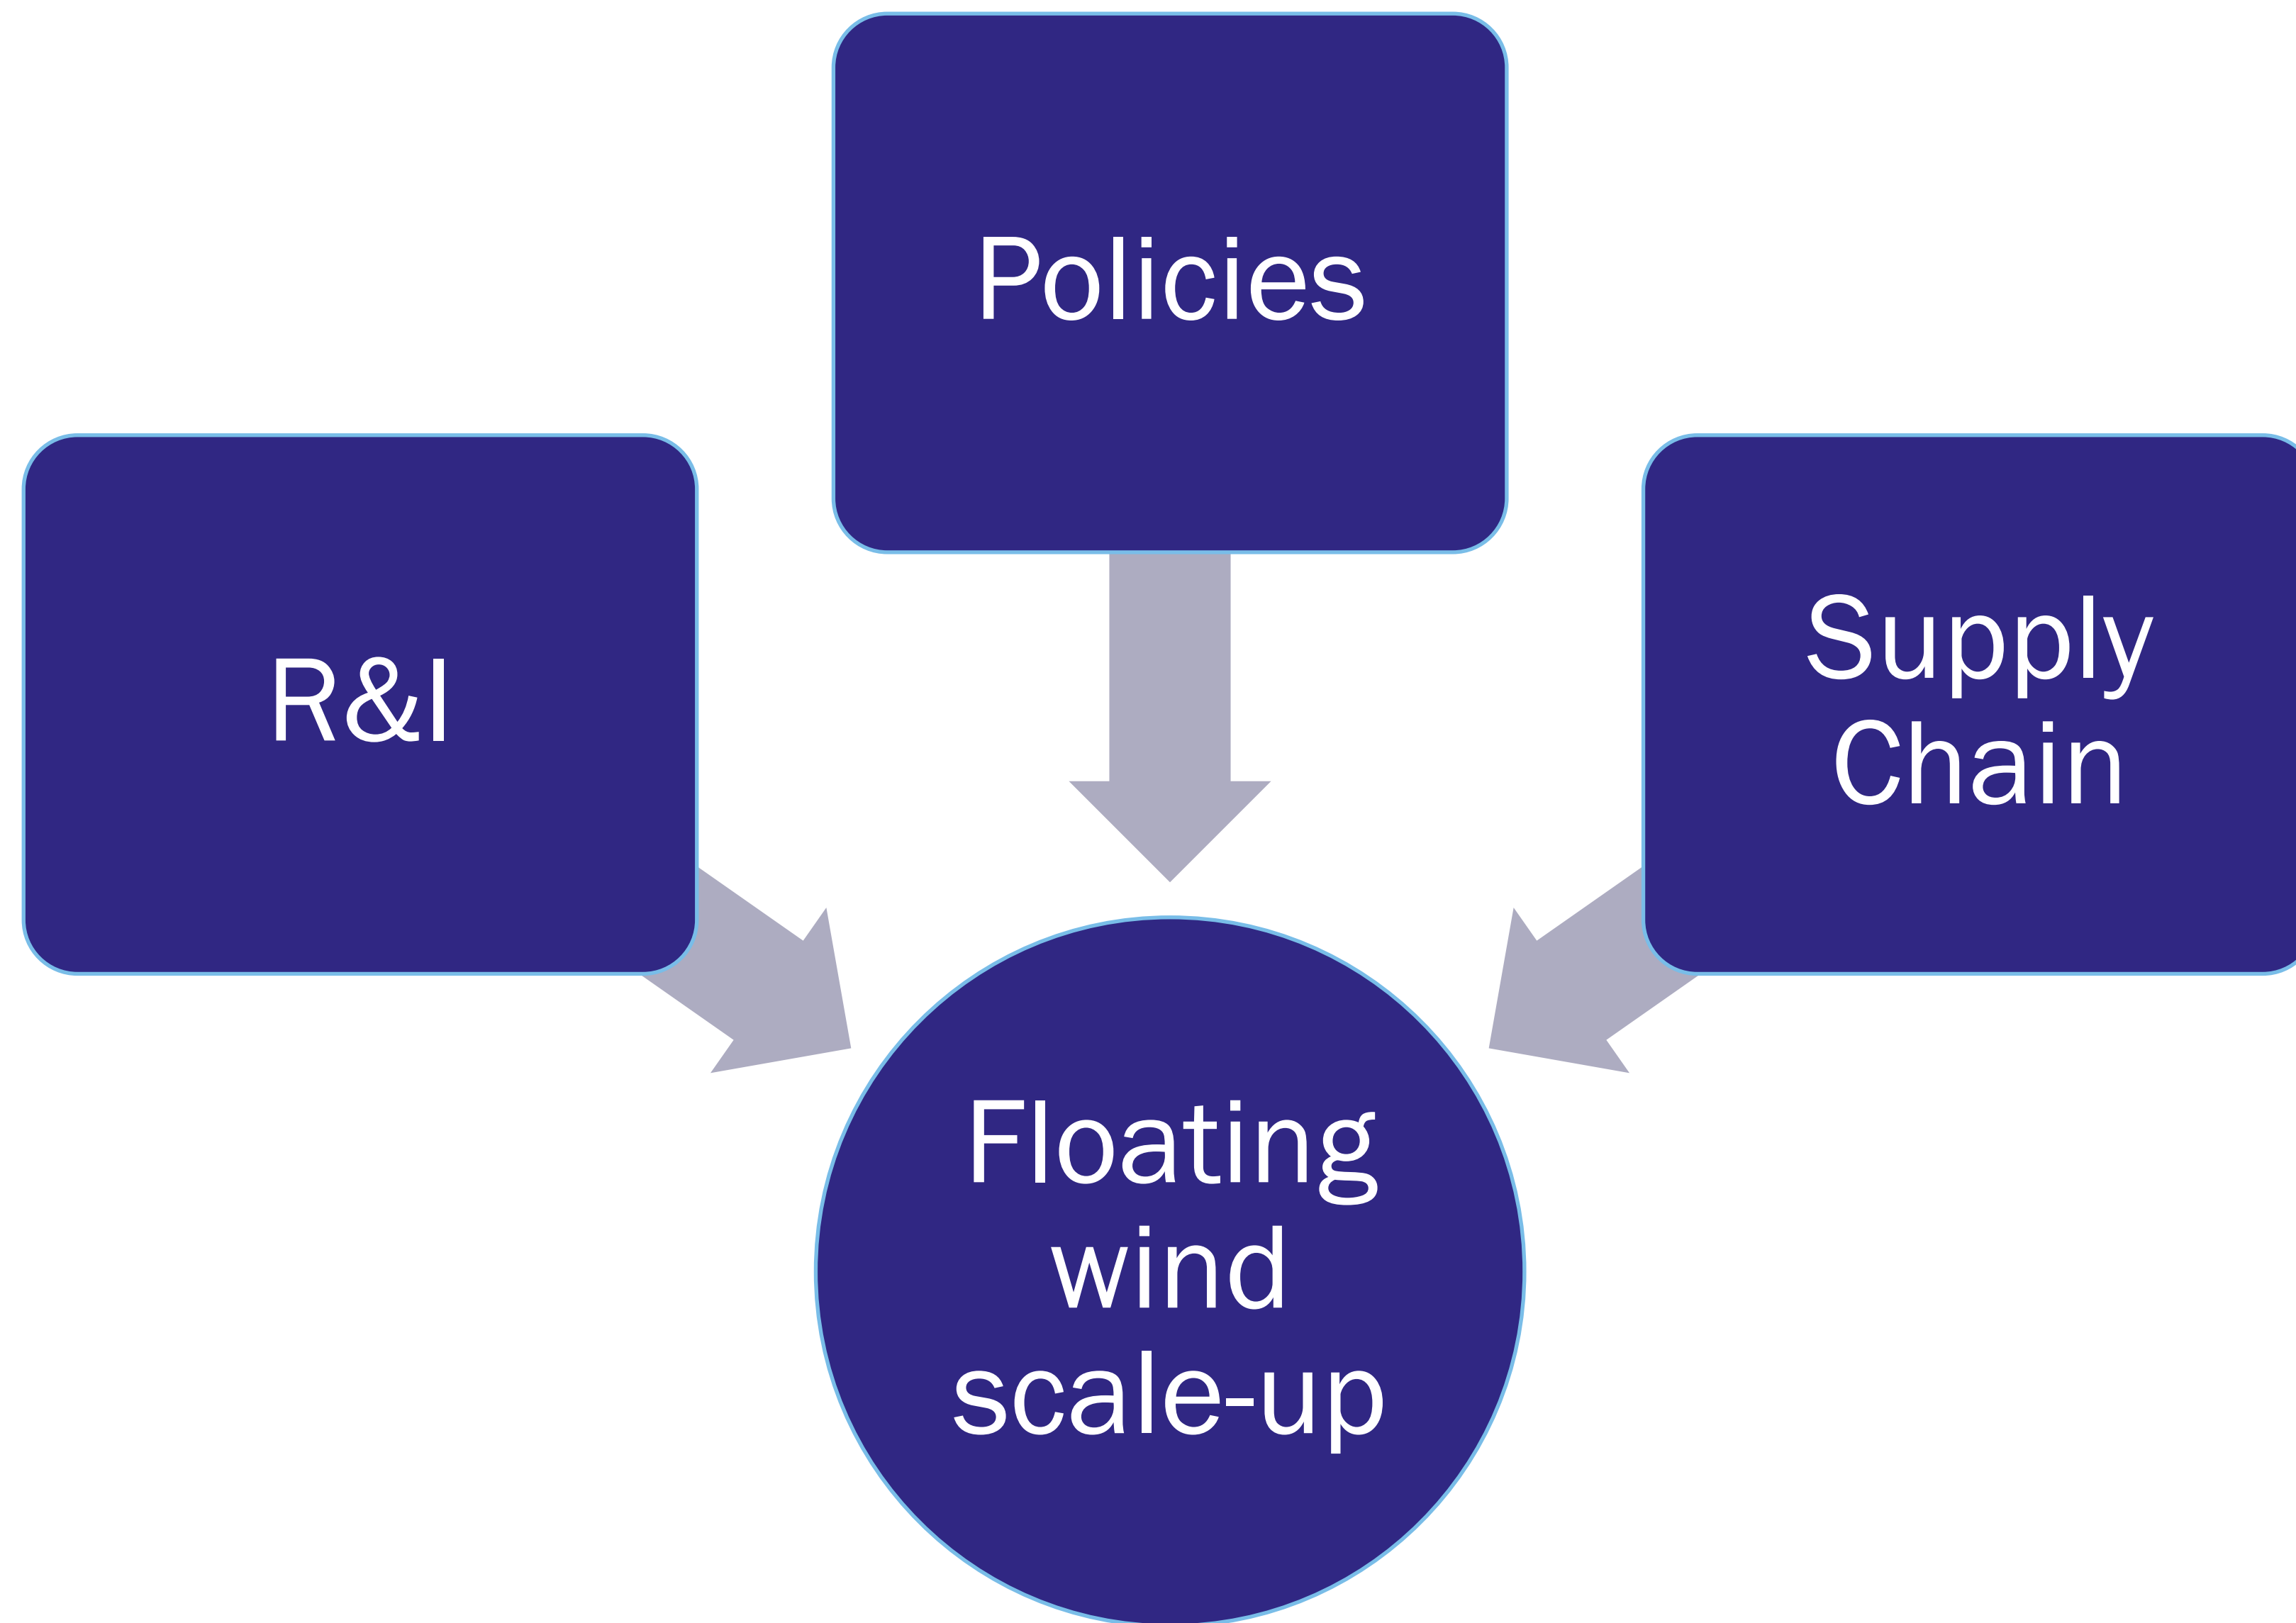 Policies
R&I
Supply
Chain
Floating
wind
scale-up